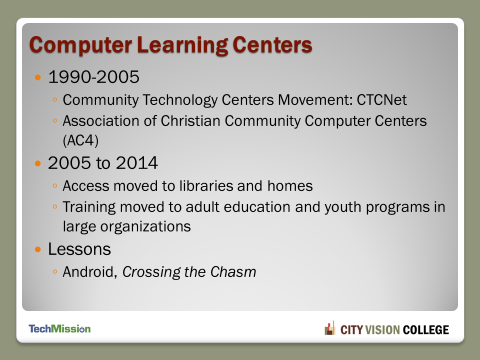 Computer Learning Centers
1990-2005
Community Technology Centers Movement: CTCNet
Association of Christian Community Computer Centers
(AC4)
2005 to 2014
Access moved to libraries and homes
Training moved to adult education and youth programs in
large organizations
Lessons
Android, Crossing the Chasm
TechMission
CITY VISION COLLEGE